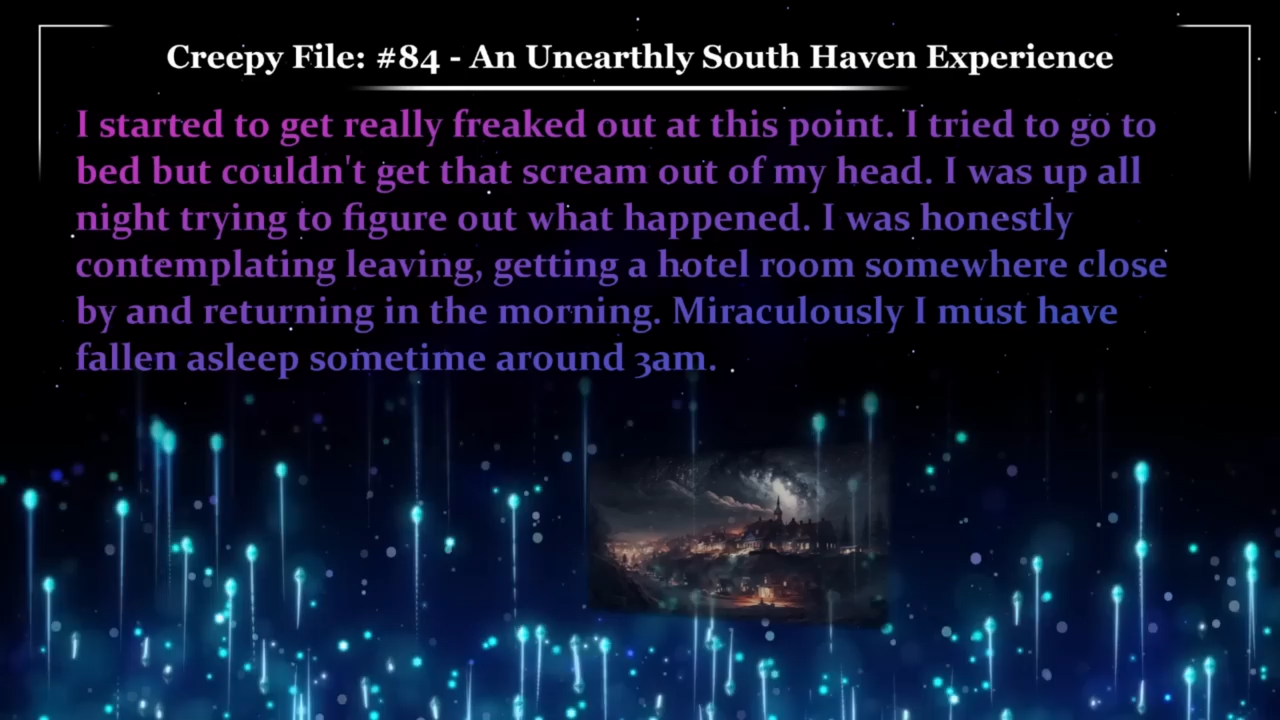 Creepy File: #84 - An Unearthly South Haven Experience
I started to get really freaked out at this point. I tried to go to
bed but couldn't get that scream out of my head. I was up all
night trying to figure out what happened. I was honestly
contemplating leaving, getting a hotel room somewhere close
by and returning in the morning. Miraculously I must have
fallen asleep sometime around 3am.